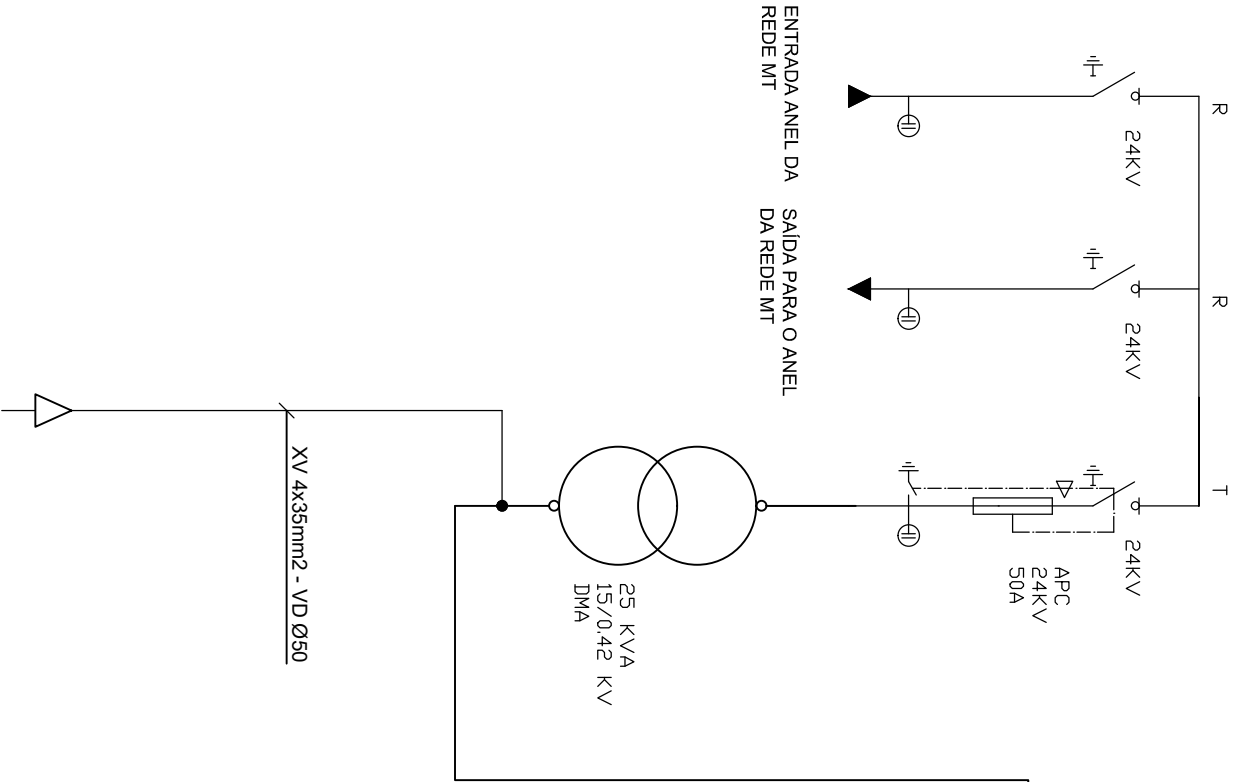 R
R
T
24KV
24KV
24KV
APC
24KV
50A
ENTRADA ANEL DA
REDE MT
SAÍDA PARA O ANEL
DA REDE MT
25 KVA
15/0.42 KV
DMA
XV 4x35mm2 - VD Ø50